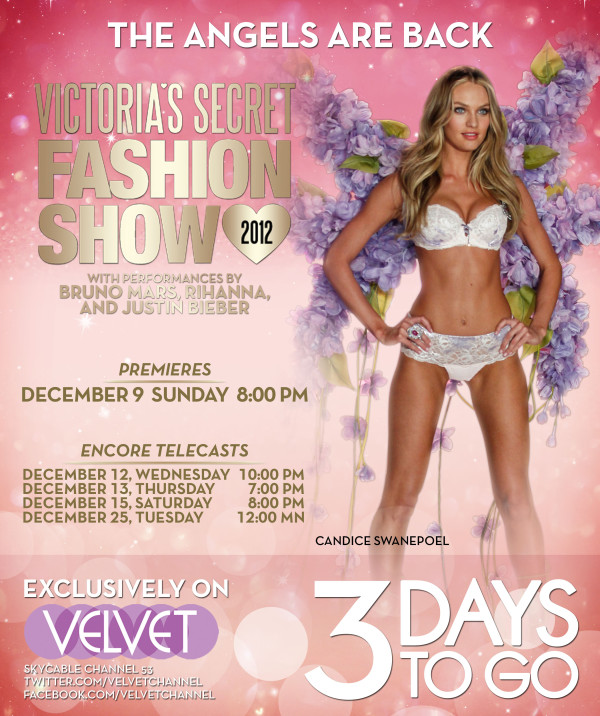 THE ANGELS ARE BACK
VICTORIA'S SECRET
FASHION
SHOW
2012
WITH PERFORMANCES BY
BRUNO MARS, RIHANNA,
AND JUSTIN BIEBER
PREMIERES
DECEMBER 9 SUNDAY 8:00 PM
ENCORE TELECASTS
DECEMBER 12, WEDNESDAY 10:00 PM
DECEMBER 13, THURSDAY 7:00 PM
DECEMBER 15, SATURDAY 8:00 PM
DECEMBER 25, TUESDAY 12:00 MN
CANDICE SWANEPOEL
EXCLUSIVELY ON
VELVET
SKYCABLE CHANNEL 53
TWITTER.COM/VELVETCHANNEL
FACEBOOK.COM/VELVETCHANNEL
3 DAYS
TO GO